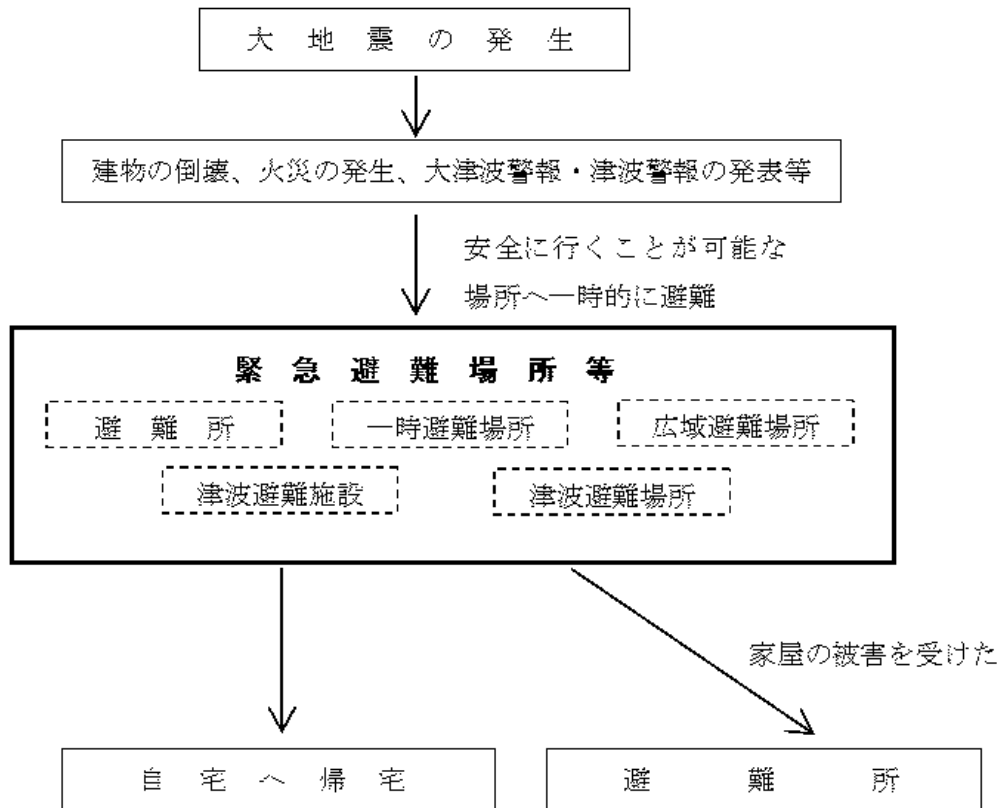 大地震の発生
建物の倒壊、火災の発生、大津波警報・津波警報の発表等
安全に行くことが可能な
場所へ一時的に避難
緊急避難場所等
避難所
一時避難場所
広域避難場所
津波避難施設
津波避難場所
家屋の被害を受けた
自宅へ帰宅
避難所